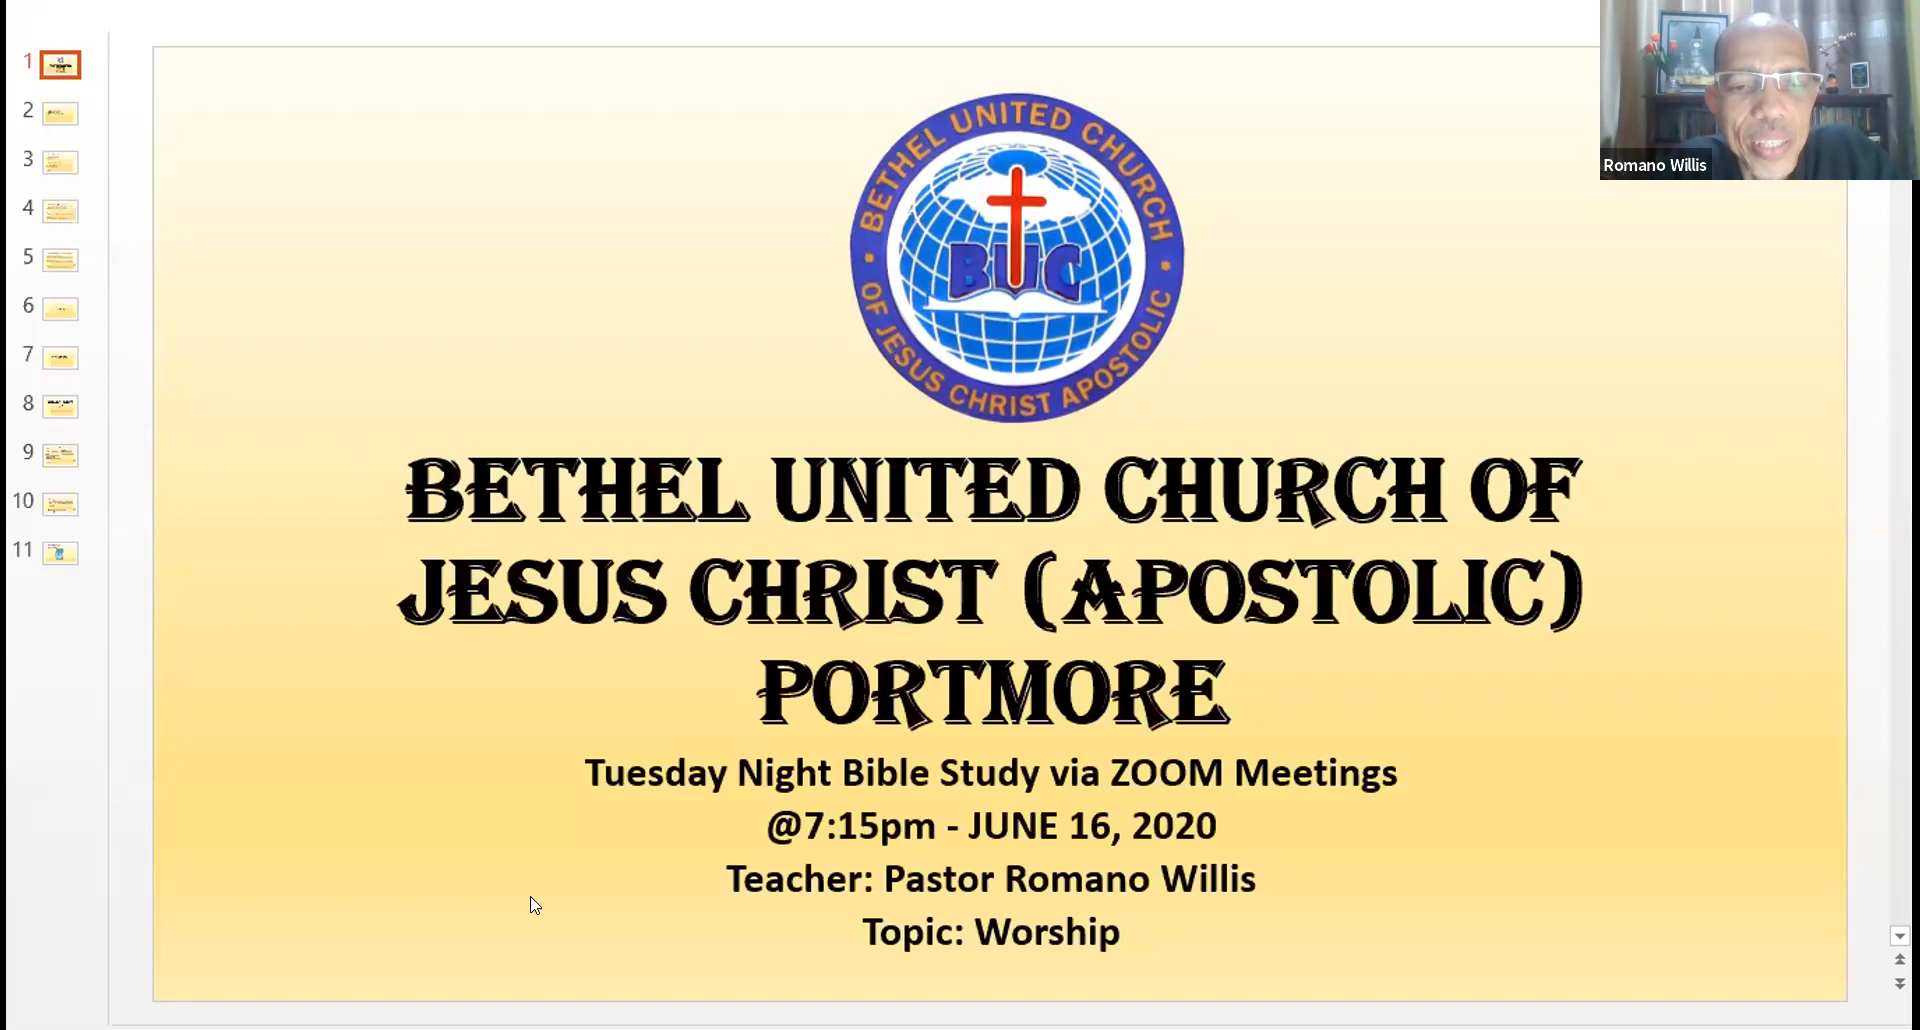 1
2
3
4
5
6
7
8
9
10
11
BETHEL UNITED CHURCH
OF JESUS CHRIST APOSTOLIC
BUC
BETHEL UNITED CHURCH OF
JESUS CHRIST (APOSTOLIC)
PORTMORE
Tuesday Night Bible Study via ZOOM Meetings
@7:15pm - JUNE 16, 2020
Teacher: Pastor Romano Willis
Topic: Worship
Romano Willis